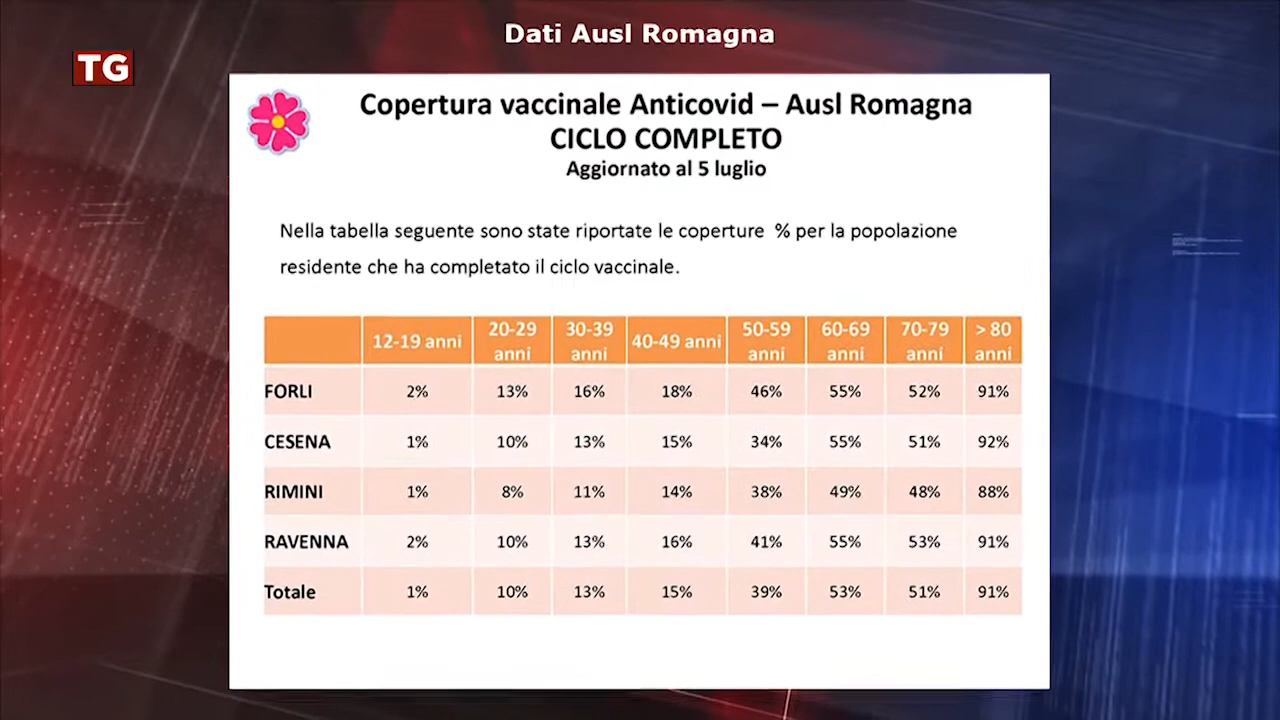 Dati Ausl Romagna
TG
Copertura vaccinale Anticovid – Ausl Romagna
CICLO COMPLETO
Aggiornato al 5 luglio
Nella tabella seguente sono state riportate le coperture % per la popolazione
residente che ha completato il ciclo vaccinale.
12-19 anni 20-29 anni 30-39 anni 40-49 anni 50-59 anni 60-69 anni 70-79 anni > 80 anni
FORLI 2% 13% 16% 18% 46% 55% 52% 91%
CESENA 1% 10% 13% 15% 34% 55% 51% 92%
RIMINI 1% 8% 11% 14% 38% 49% 48% 88%
RAVENNA 2% 10% 13% 16% 41% 55% 53% 91%
Totale 1% 10% 13% 15% 39% 53% 51% 91%